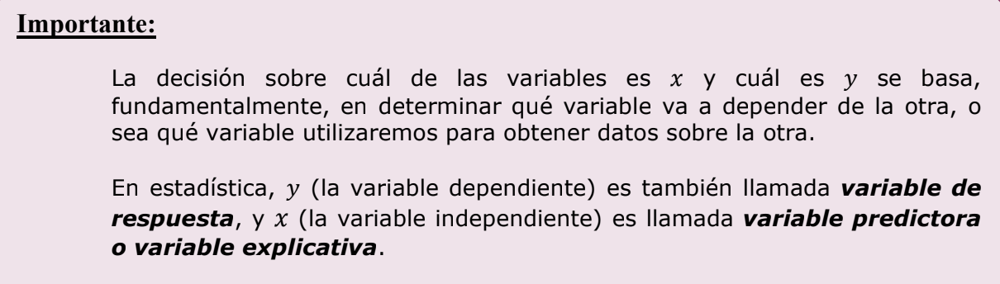 Importante:
La decisión sobre cuál de las variables es x y cuál es y se basa,
fundamentalmente, en determinar qué variable va a depender de la otra, o
sea qué variable utilizaremos para obtener datos sobre la otra.
En estadística, y (la variable dependiente) es también llamada variable de
respuesta, y x (la variable independiente) es llamada variable predictora
o variable explicativa.